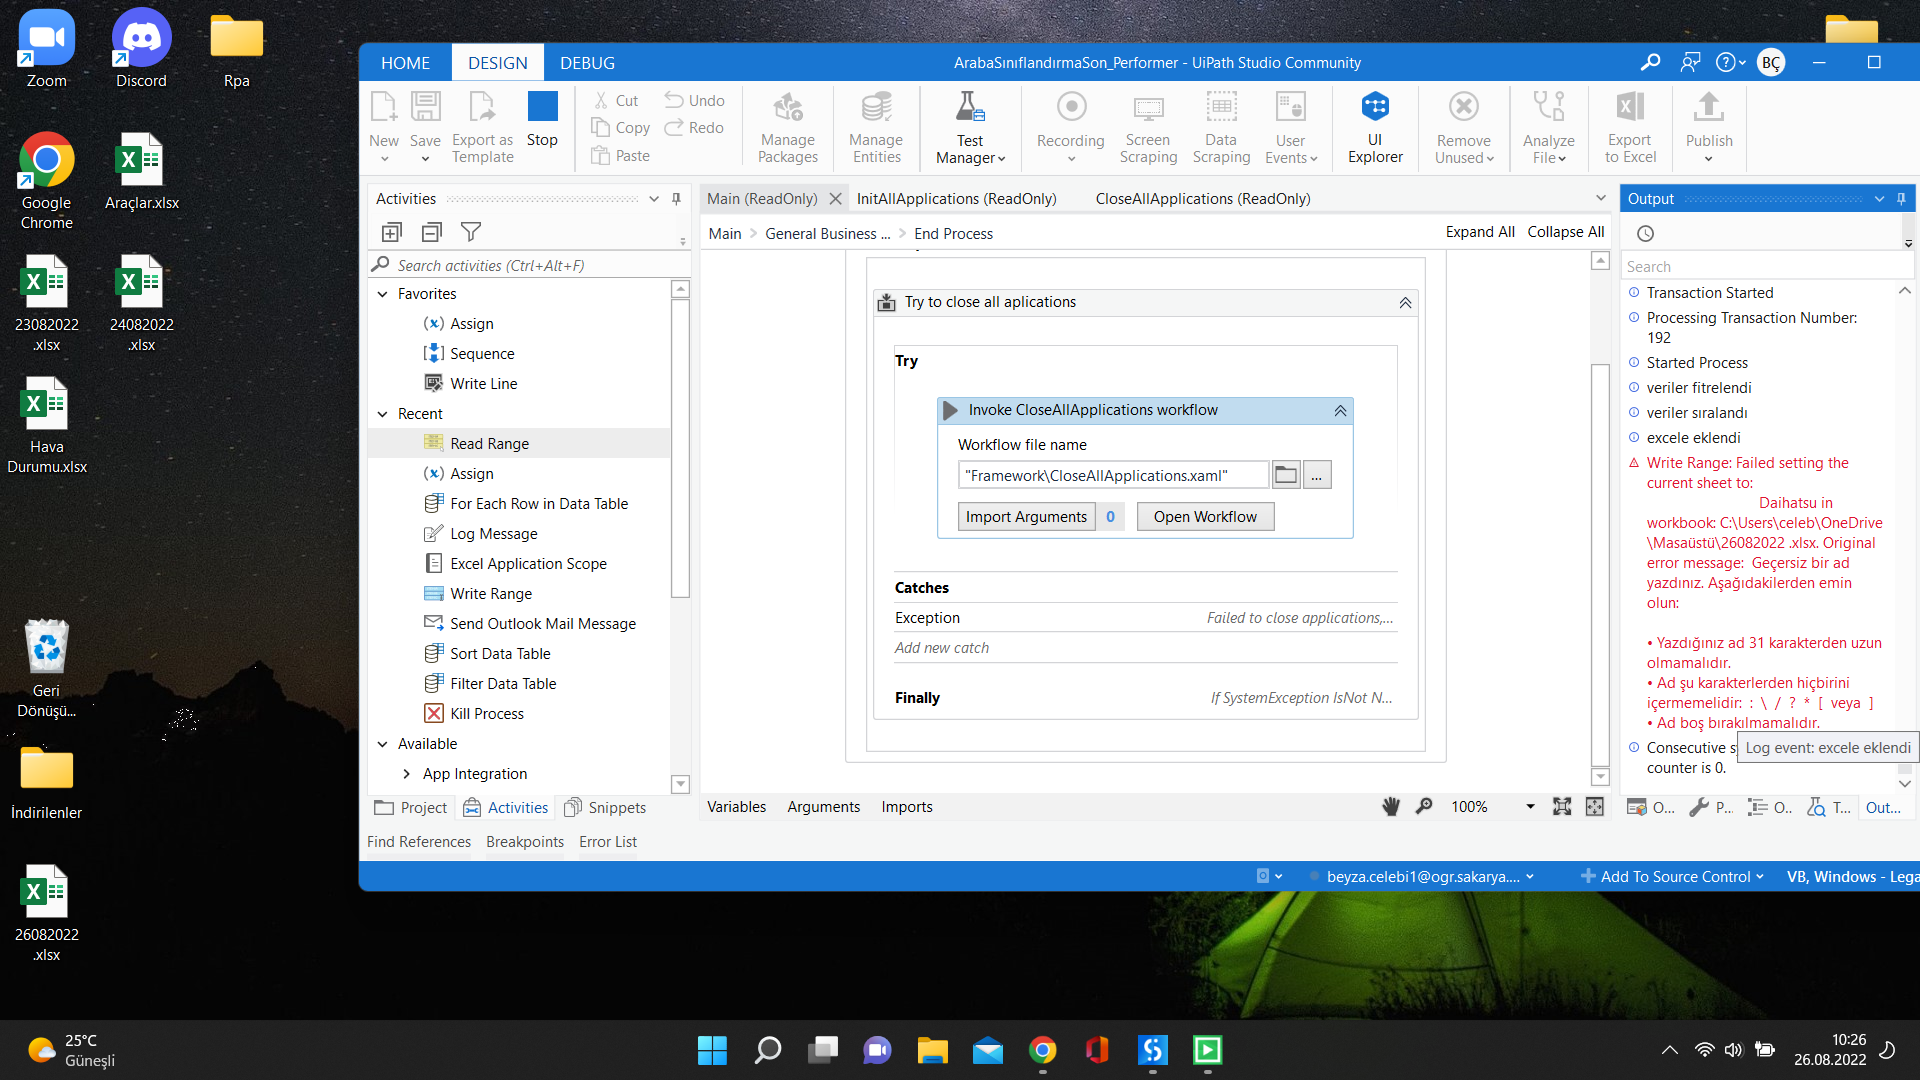 Zoom
Discord
Rpa
Google
Chrome
Araçlar.xlsx
23082022
.xlsx
24082022
.xlsx
Hava
Durumu.xlsx
Geri
Dönüşü...
İndirilenler
26082022
.xlsx
HOME
DESIGN
DEBUG
ArabaSınıflandırmaSon_Performer - UiPath Studio Community
BÇ
New
Save
Export as
Template
Stop
Cut
Copy
Paste
Undo
Redo
Manage
Packages
Manage
Entities
Test
Manager
Recording
Screen
Scraping
Data
Scraping
User
Events
UI
Explorer
Remove
Unused
Analyze
File
Export
to Excel
Publish
Activities
Search activities (Ctrl+Alt+F)
Favorites
Assign
Sequence
Write Line
Recent
Read Range
Assign
For Each Row in Data Table
Log Message
Excel Application Scope
Write Range
Send Outlook Mail Message
Sort Data Table
Filter Data Table
Kill Process
Available
App Integration
Project
Activities
Snippets
Main (ReadOnly)
InitAllApplications (ReadOnly)
CloseAllApplications (ReadOnly)
Main > General Business ... > End Process
Expand All
Collapse All
Try to close all aplications
Try
Invoke CloseAllApplications workflow
Workflow file name
"Framework\CloseAllApplications.xaml"
...
Import Arguments
0
Open Workflow
Catches
Exception
Failed to close applications,...
Add new catch
Finally
If SystemException IsNot N...
Variables
Arguments
Imports
100%
Output
Search
Transaction Started
Processing Transaction Number:
192
Started Process
veriler fitrelendi
veriler sıralandı
excele eklendi
Write Range: Failed setting the
current sheet to:
Daihatsu in
workbook: C:\Users\celeb\OneDrive
\Masaüstü\26082022 .xlsx. Original
error message:  Geçersiz bir ad
yazdınız. Aşağıdakilerden emin
olun:
• Yazdığınız ad 31 karakterden uzun
olmamalıdır.
• Ad şu karakterlerden hiçbirini
içermemelidir:  :  \  /  ?  *  [  veya  ]
• Ad boş bırakılmamalıdır.
Consecutive sy
counter is 0.
Log event: excele eklendi
O...
P...
O...
T...
Out...
Find References
Breakpoints
Error List
beyza.celebi1@ogr.sakarya....
Add To Source Control
VB, Windows - Lega
25°C
Güneşli
10:26
26.08.2022